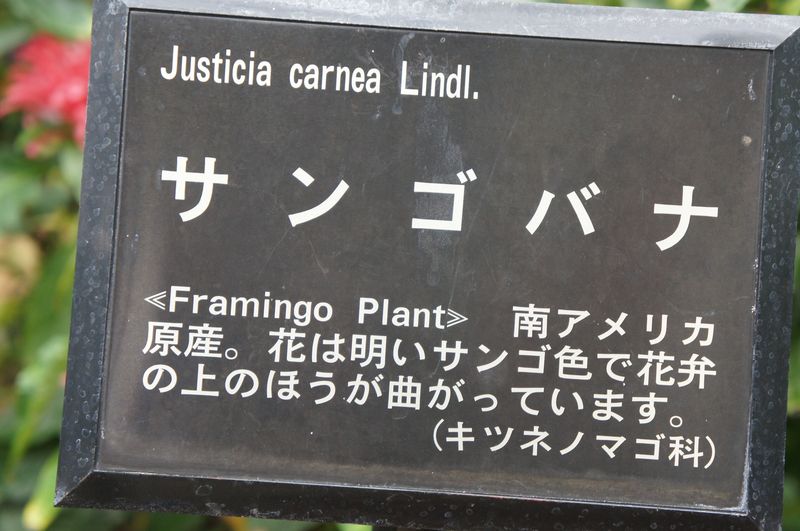 Justicia carnea Lindl.
サンゴバナ
≪Framingo Plant≫　南アメリカ
原産。花は明いサンゴ色で花弁
の上のほうが曲がっています。
（キツネノマゴ科）